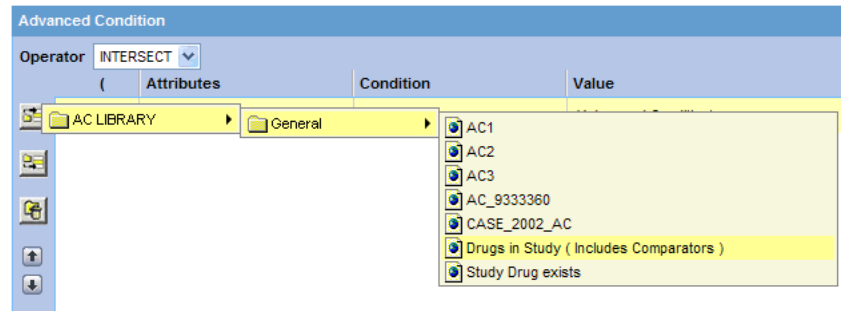 Advanced Condition
Operator INTERSECT
( Attributes Condition Value
AC LIBRARY
General
AC1
AC2
AC3
AC_9333360
CASE_2002_AC
Drugs in Study ( Includes Comparators )
Study Drug exists